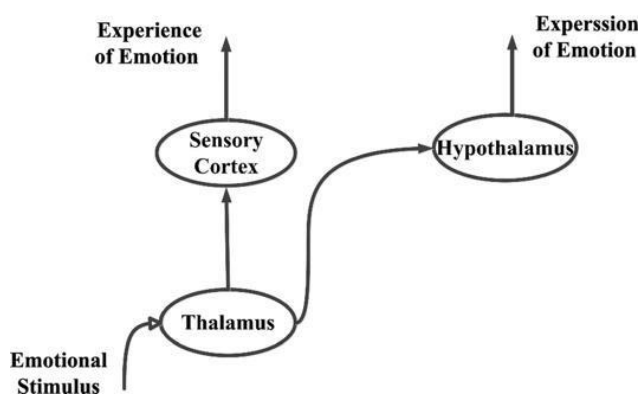 Experience
of Emotion
Experssion
of Emotion
Sensory
Cortex
Hypothalamus
Thalamus
Emotional
Stimulus